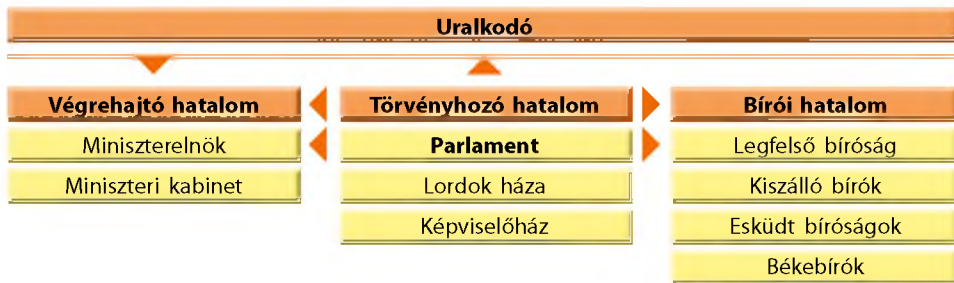 Uralkodó
Végrehajtó hatalom
Miniszterelnök
Miniszteri kabinet
Törvényhozó hatalom
Parlament
Lordok háza
Képviselőház
Bírói hatalom
Legfelső bíróság
Kiszálló bírók
Esküdt bíróságok
Békebírók